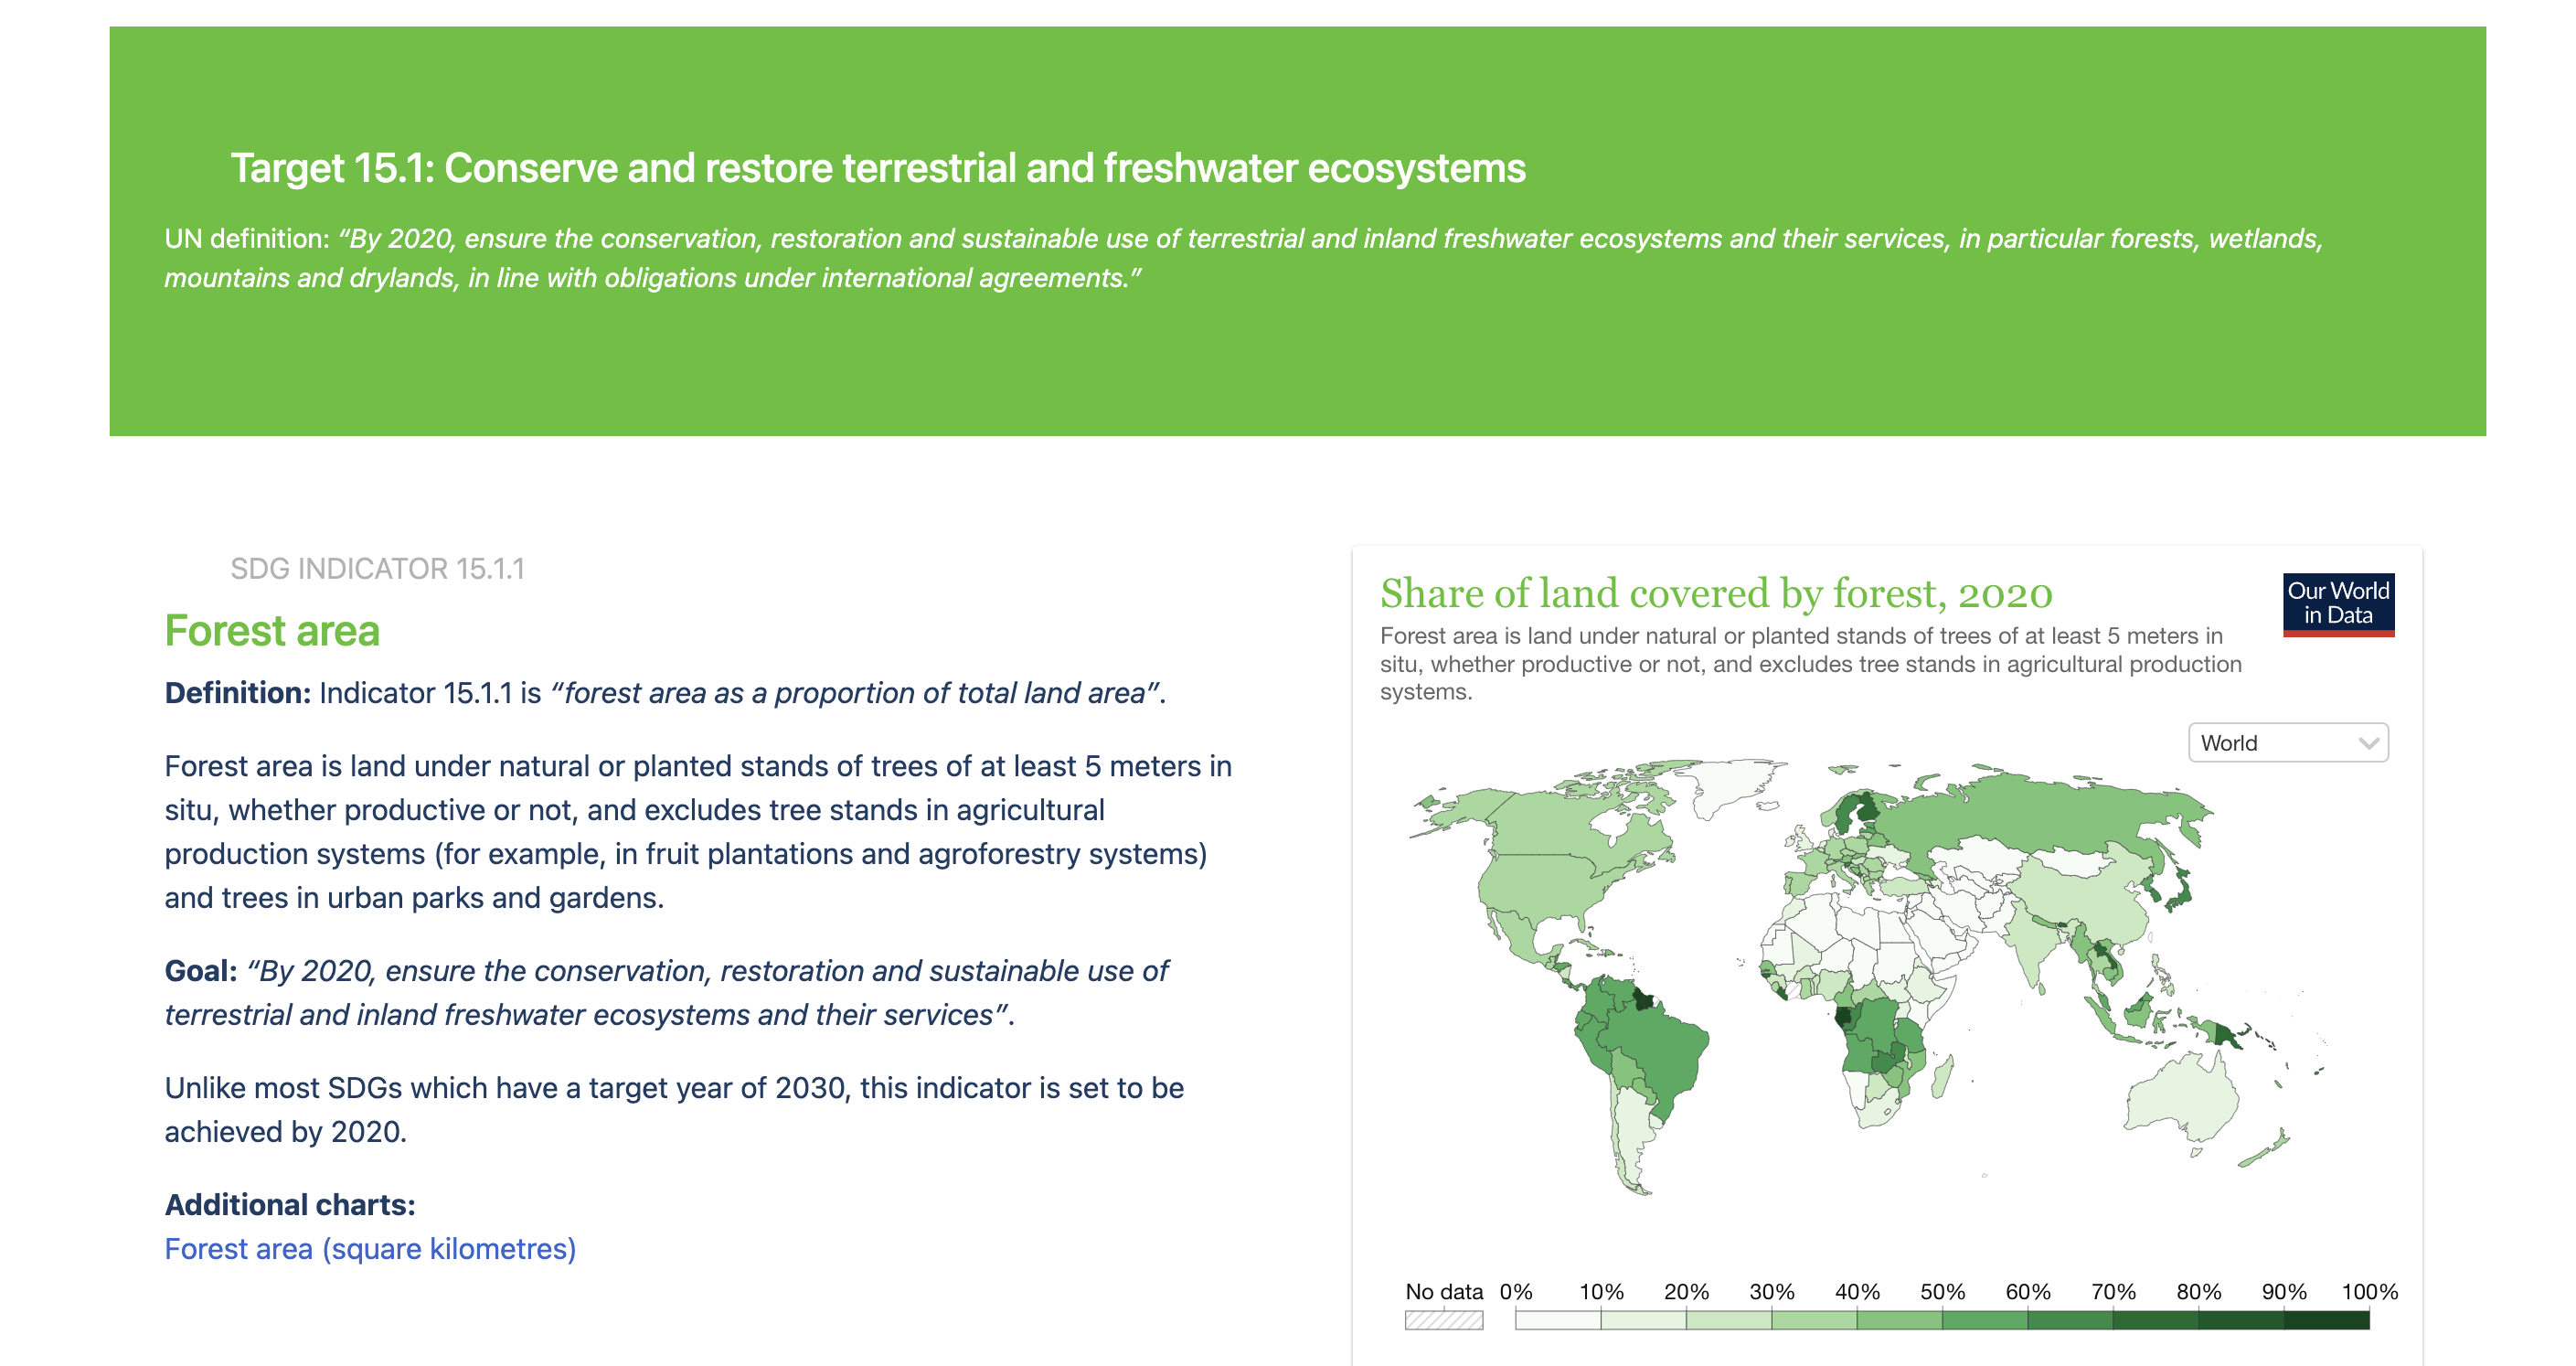 Target 15.1: Conserve and restore terrestrial and freshwater ecosystems
UN definition: “By 2020, ensure the conservation, restoration and sustainable use of terrestrial and inland freshwater ecosystems and their services, in particular forests, wetlands,
mountains and drylands, in line with obligations under international agreements.”
SDG INDICATOR 15.1.1
Forest area
Definition: Indicator 15.1.1 is “forest area as a proportion of total land area”.
Forest area is land under natural or planted stands of trees of at least 5 meters in
situ, whether productive or not, and excludes tree stands in agricultural
production systems (for example, in fruit plantations and agroforestry systems)
and trees in urban parks and gardens.
Goal: “By 2020, ensure the conservation, restoration and sustainable use of
terrestrial and inland freshwater ecosystems and their services”.
Unlike most SDGs which have a target year of 2030, this indicator is set to be
achieved by 2020.
Additional charts:
Forest area (square kilometres)
Share of land covered by forest, 2020
Our World
in Data
Forest area is land under natural or planted stands of trees of at least 5 meters in
situ, whether productive or not, and excludes tree stands in agricultural production
systems.
World
No data 0% 10% 20% 30% 40% 50% 60% 70% 80% 90% 100%